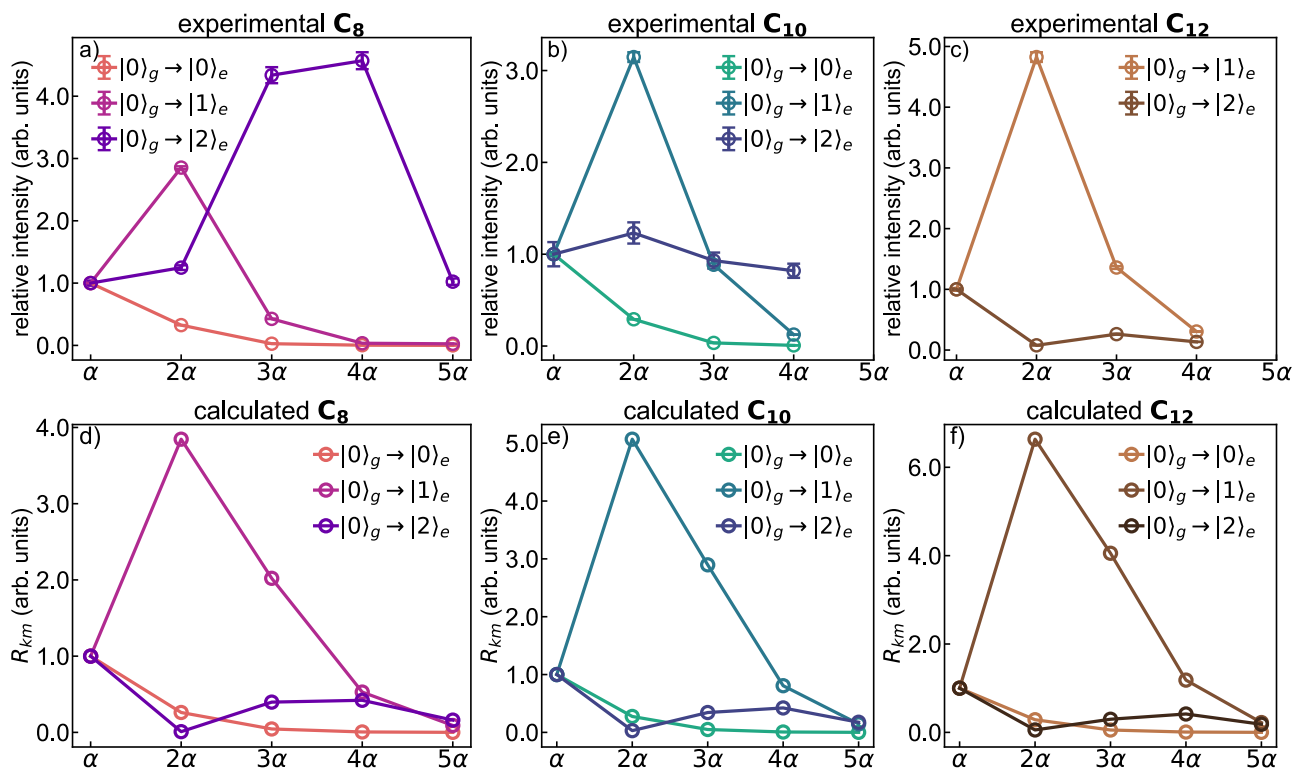 experimental C₈
a)
|0⟩g → |0⟩e
|0⟩g → |1⟩e
|0⟩g → |2⟩e
relative intensity (arb. units)
4.0
3.0
2.0
1.0
0.0
α 2α 3α 4α 5α
experimental C₁₀
b)
|0⟩g → |0⟩e
|0⟩g → |1⟩e
|0⟩g → |2⟩e
relative intensity (arb. units)
3.0
2.0
1.0
0.0
α 2α 3α 4α 5α
experimental C₁₂
c)
|0⟩g → |1⟩e
|0⟩g → |2⟩e
relative intensity (arb. units)
5.0
4.0
3.0
2.0
1.0
0.0
α 2α 3α 4α 5α
calculated C₈
d)
|0⟩g → |0⟩e
|0⟩g → |1⟩e
|0⟩g → |2⟩e
Rkm (arb. units)
4.0
3.0
2.0
1.0
0.0
α 2α 3α 4α 5α
calculated C₁₀
e)
|0⟩g → |0⟩e
|0⟩g → |1⟩e
|0⟩g → |2⟩e
Rkm (arb. units)
5.0
4.0
3.0
2.0
1.0
0.0
α 2α 3α 4α 5α
calculated C₁₂
f)
|0⟩g → |0⟩e
|0⟩g → |1⟩e
|0⟩g → |2⟩e
Rkm (arb. units)
6.0
4.0
2.0
0.0
α 2α 3α 4α 5α